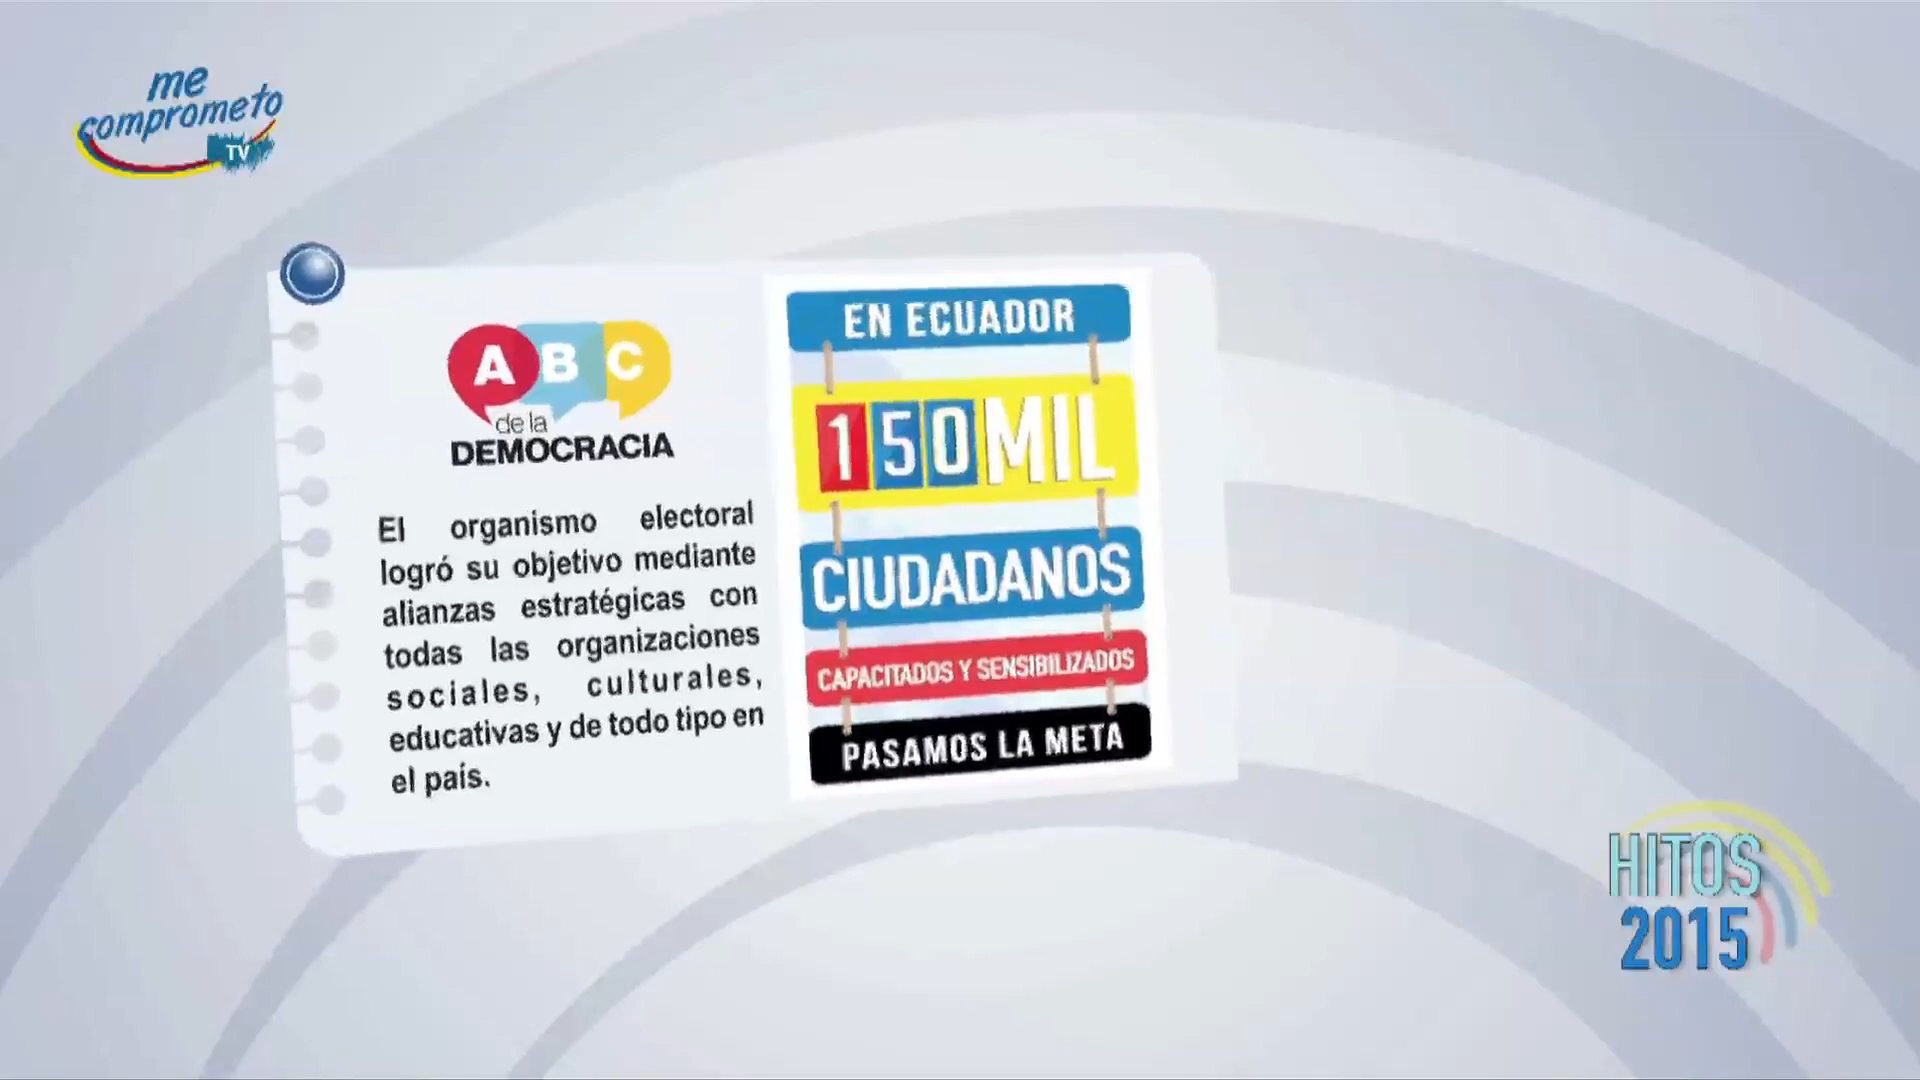 me
comprometo
TV
ABC
de la
DEMOCRACIA
El organismo electoral
logró su objetivo mediante
alianzas estratégicas con
todas las organizaciones
sociales, culturales,
educativas y de todo tipo en
el país.
EN ECUADOR
150 MIL
CIUDADANOS
CAPACITADOS Y SENSIBILIZADOS
PASAMOS LA META
HITOS
2015